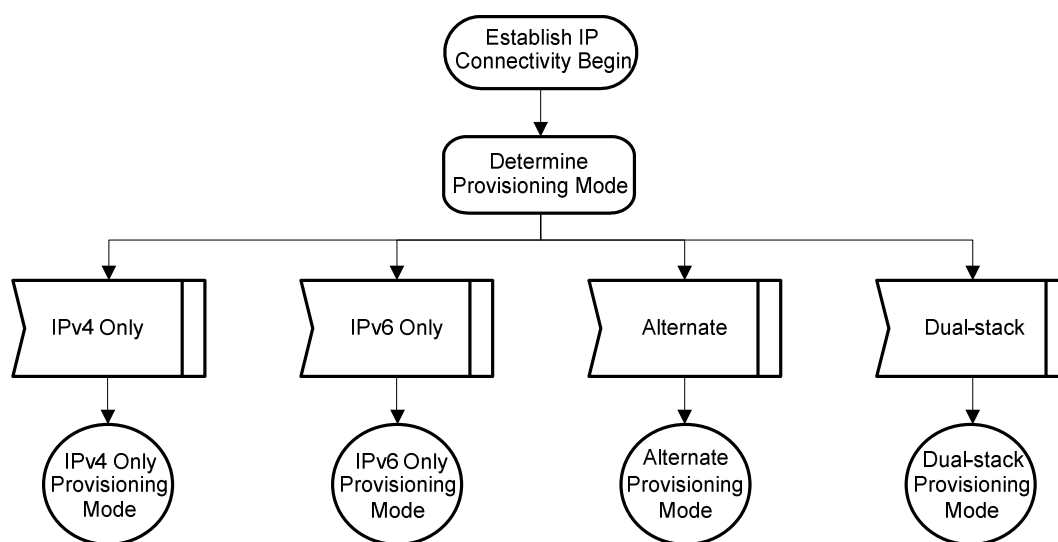 Establish IP
Connectivity Begin
Determine
Provisioning Mode
IPv4 Only
IPv6 Only
Alternate
Dual-stack
IPv4 Only
Provisioning
Mode
IPv6 Only
Provisioning
Mode
Alternate
Provisioning
Mode
Dual-stack
Provisioning
Mode